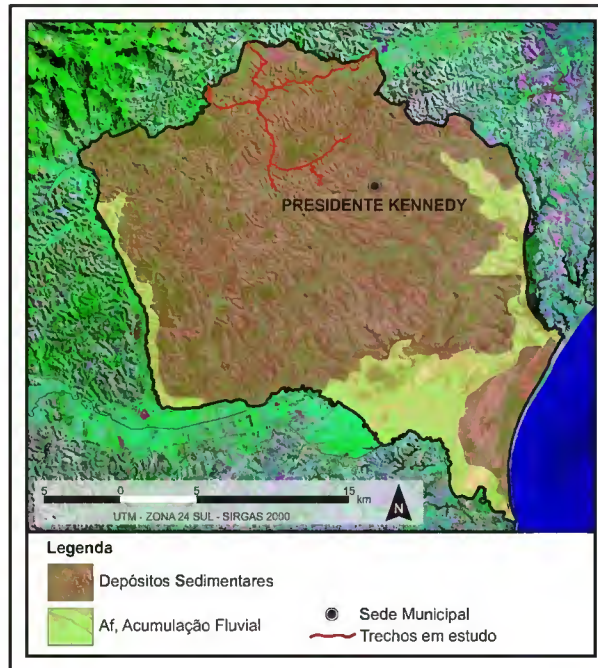 PRESIDENTE KENNEDY
5 0 5 15
km
N
UTM - ZONA 24 SUL - SIRGAS 2000
Legenda
Depósitos Sedimentares
Af, Acumulação Fluvial
Sede Municipal
Trechos em estudo